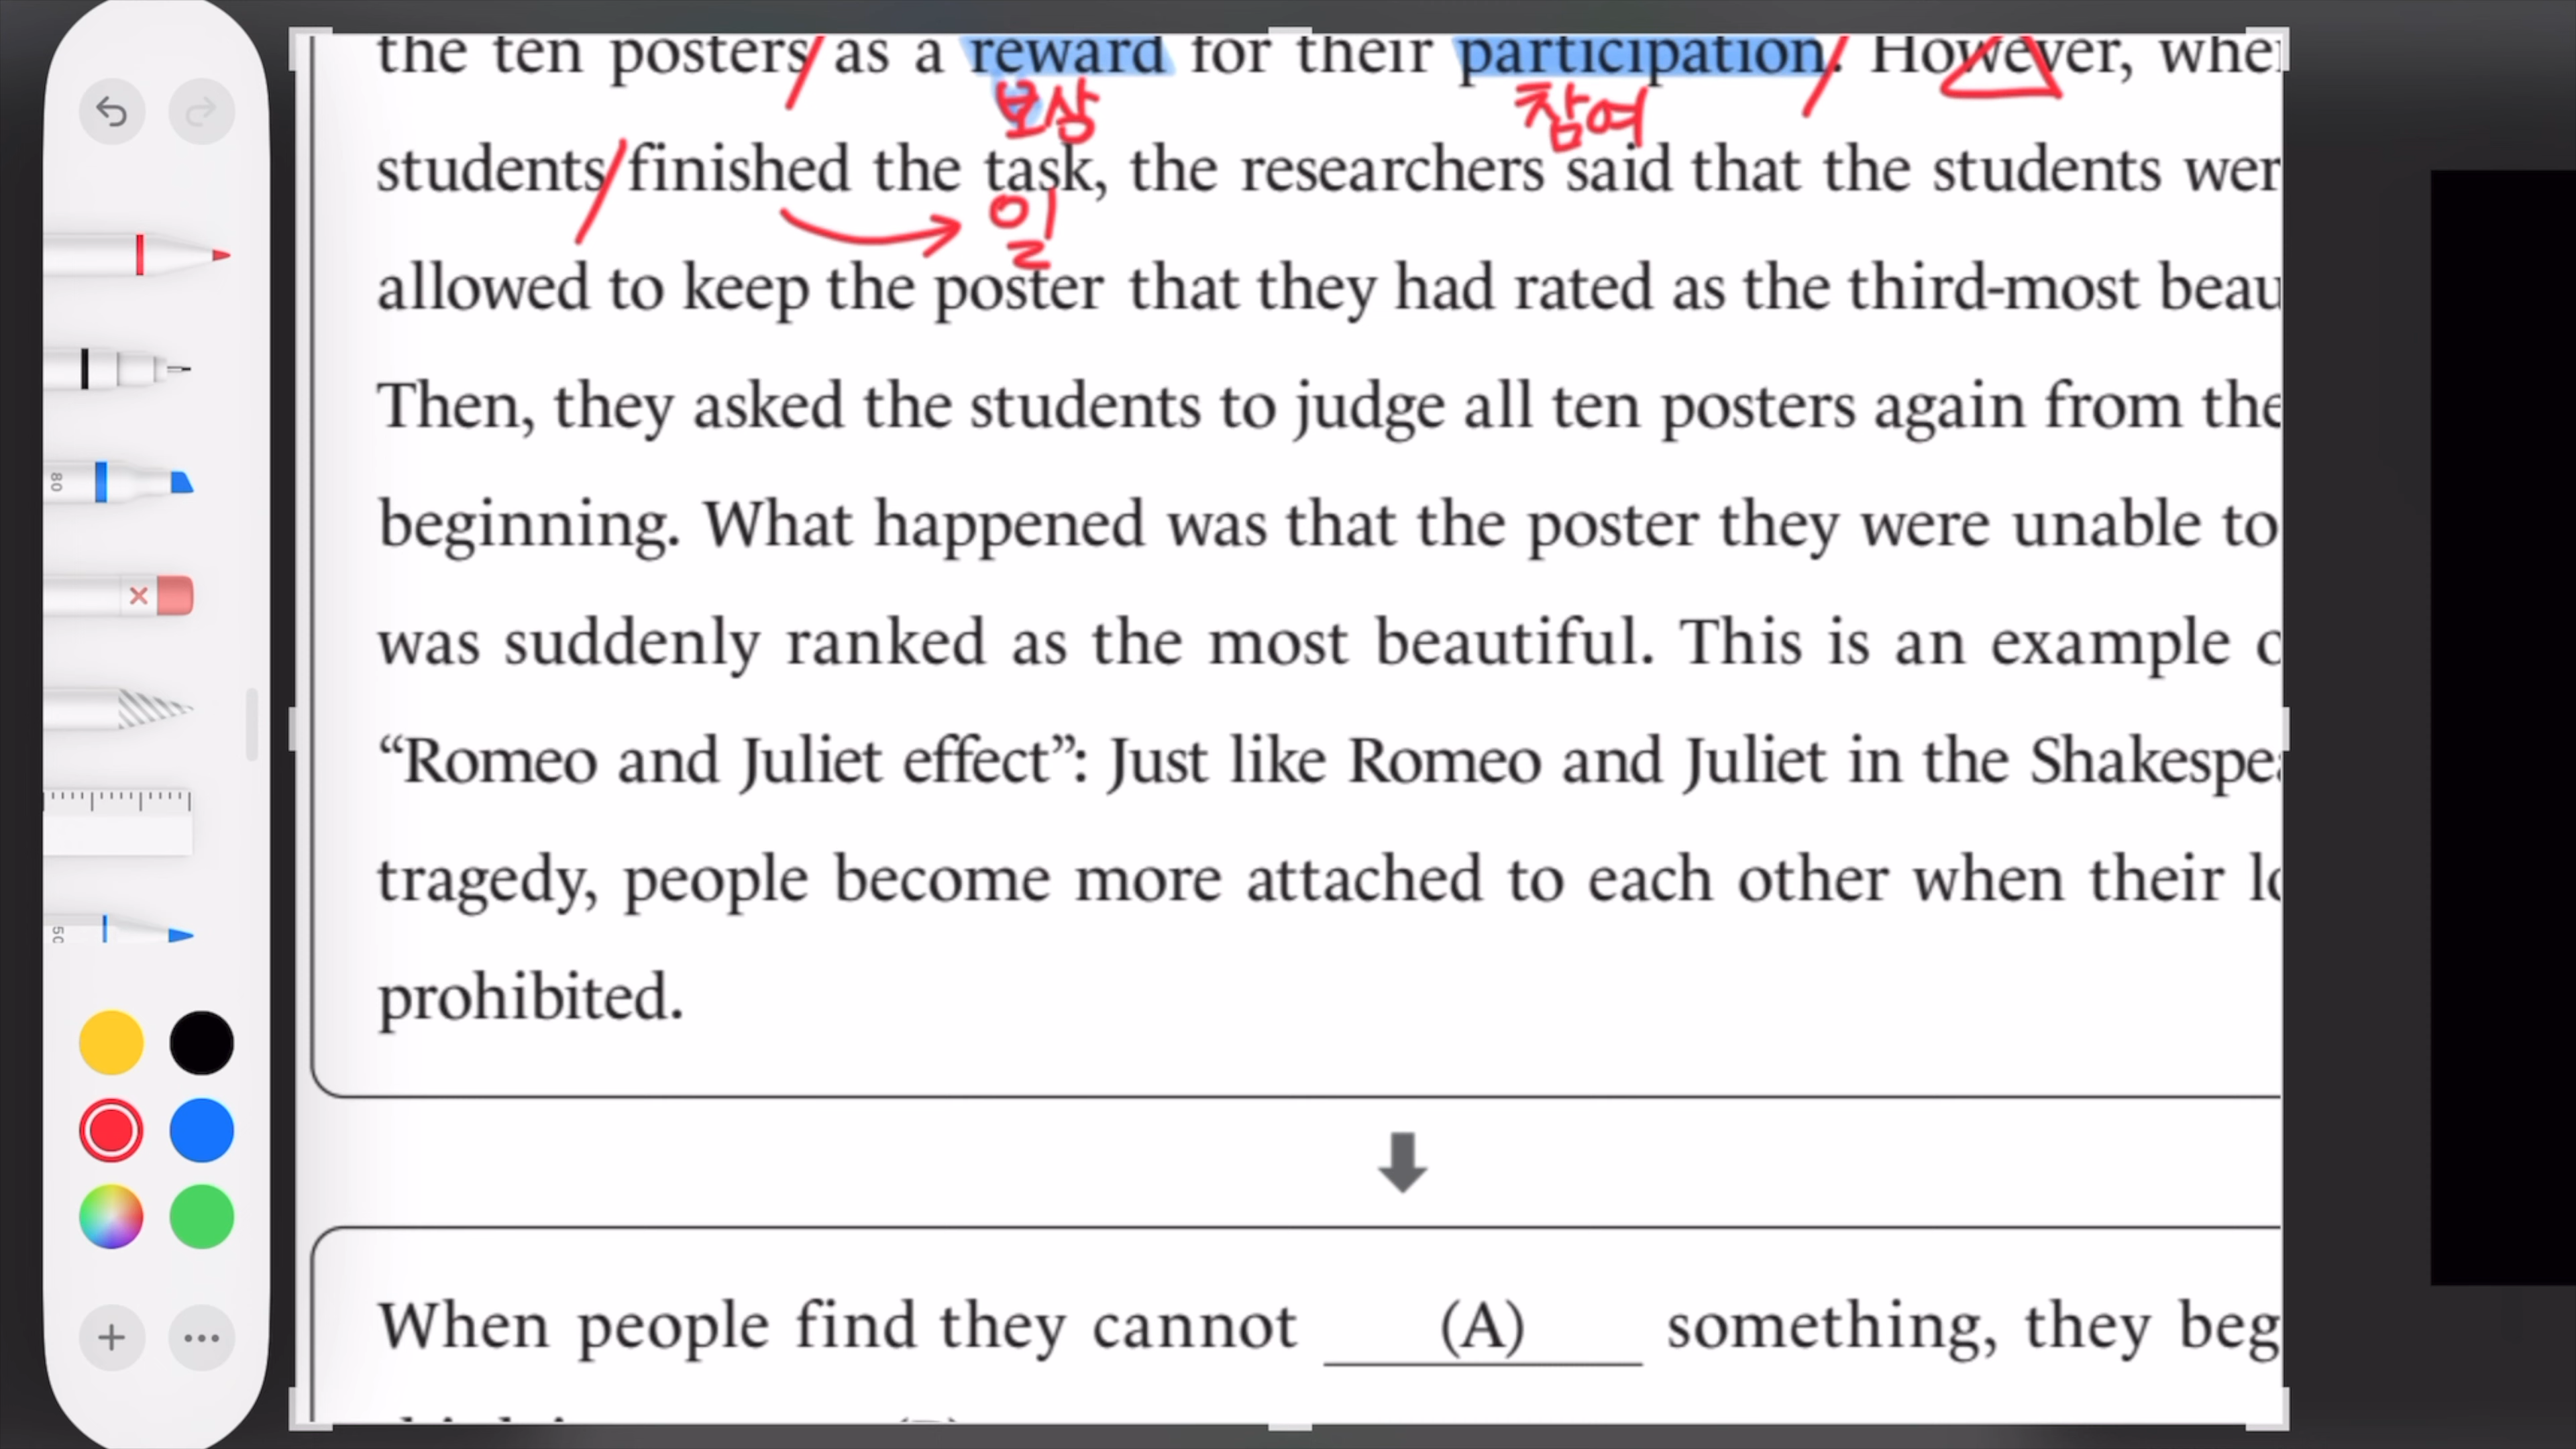 the ten posters as a reward for their participation. However, when
보상 참여
students finished the task, the researchers said that the students wer
일
allowed to keep the poster that they had rated as the third-most beau
Then, they asked the students to judge all ten posters again from the
beginning. What happened was that the poster they were unable to
was suddenly ranked as the most beautiful. This is an example o
“Romeo and Juliet effect”: Just like Romeo and Juliet in the Shakespea
tragedy, people become more attached to each other when their lo
prohibited.
When people find they cannot (A) something, they beg
80
50